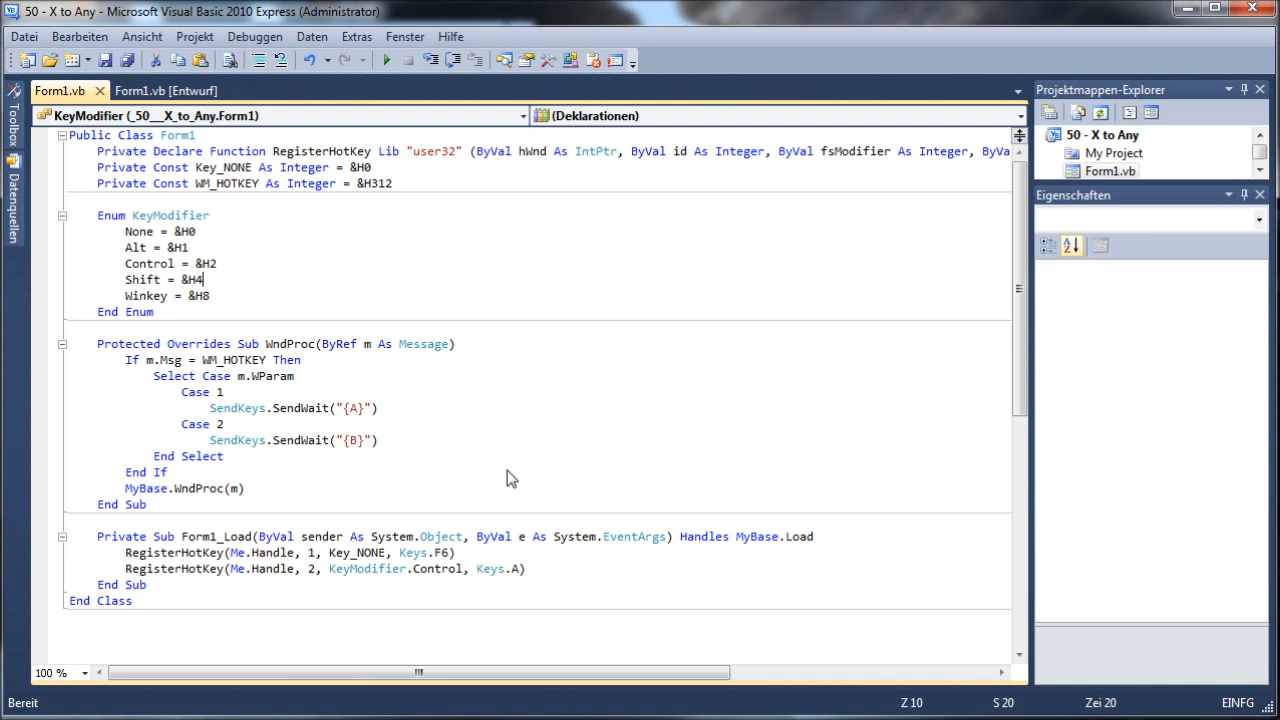 50 - X to Any - Microsoft Visual Basic 2010 Express (Administrator)
Datei Bearbeiten Ansicht Projekt Debuggen Daten Extras Fenster Hilfe
Form1.vb Form1.vb [Entwurf]
KeyModifier (_50__X_to_Any.Form1) (Deklarationen)
Toolbox
Datenquellen
Public Class Form1
Private Declare Function RegisterHotKey Lib "user32" (ByVal hWnd As IntPtr, ByVal id As Integer, ByVal fsModifier As Integer, ByVa
Private Const Key_NONE As Integer = &H0
Private Const WM_HOTKEY As Integer = &H312
Enum KeyModifier
None = &H0
Alt = &H1
Control = &H2
Shift = &H4
Winkey = &H8
End Enum
Protected Overrides Sub WndProc(ByRef m As Message)
If m.Msg = WM_HOTKEY Then
Select Case m.WParam
Case 1
SendKeys.SendWait("{A}")
Case 2
SendKeys.SendWait("{B}")
End Select
End If
MyBase.WndProc(m)
End Sub
Private Sub Form1_Load(ByVal sender As System.Object, ByVal e As System.EventArgs) Handles MyBase.Load
RegisterHotKey(Me.Handle, 1, Key_NONE, Keys.F6)
RegisterHotKey(Me.Handle, 2, KeyModifier.Control, Keys.A)
End Sub
End Class
100 %
Projektmappen-Explorer
50 - X to Any
My Project
Form1.vb
Eigenschaften
Bereit Z 10 S 20 Zei 20 EINFG